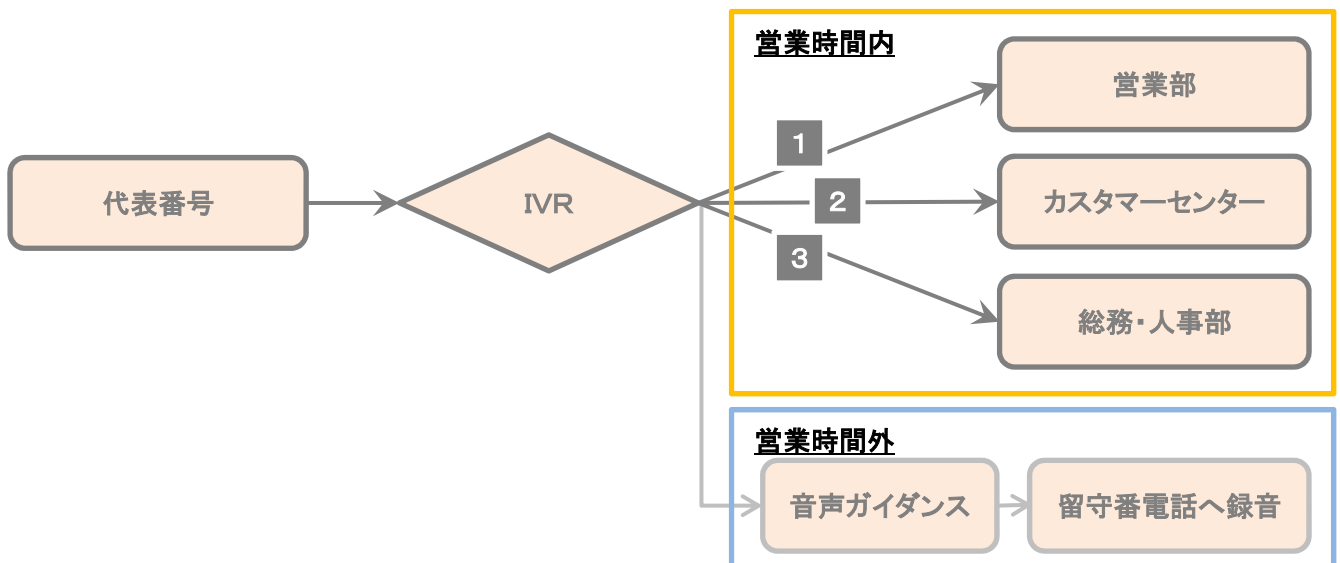 営業時間内
営業部
1
代表番号
IVR
2
カスタマーセンター
3
総務・人事部
営業時間外
音声ガイダンス
留守番電話へ録音